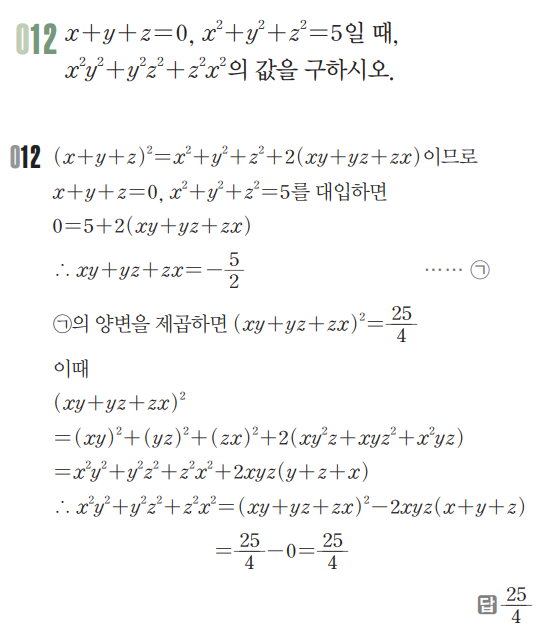 012 x+y+z=0, x²+y²+z²=5일 때,
x²y²+y²z²+z²x²의 값을 구하시오.
012 (x+y+z)²=x²+y²+z²+2(xy+yz+zx)이므로
x+y+z=0, x²+y²+z²=5를 대입하면
0=5+2(xy+yz+zx)
∴ xy+yz+zx=-5/2 …… ㉠
㉠의 양변을 제곱하면 (xy+yz+zx)²=25/4
이때
(xy+yz+zx)²
=(xy)²+(yz)²+(zx)²+2(xy²z+xyz²+x²yz)
=x²y²+y²z²+z²x²+2xyz(y+z+x)
∴ x²y²+y²z²+z²x²=(xy+yz+zx)²-2xyz(x+y+z)
=25/4-0=25/4
답 25/4